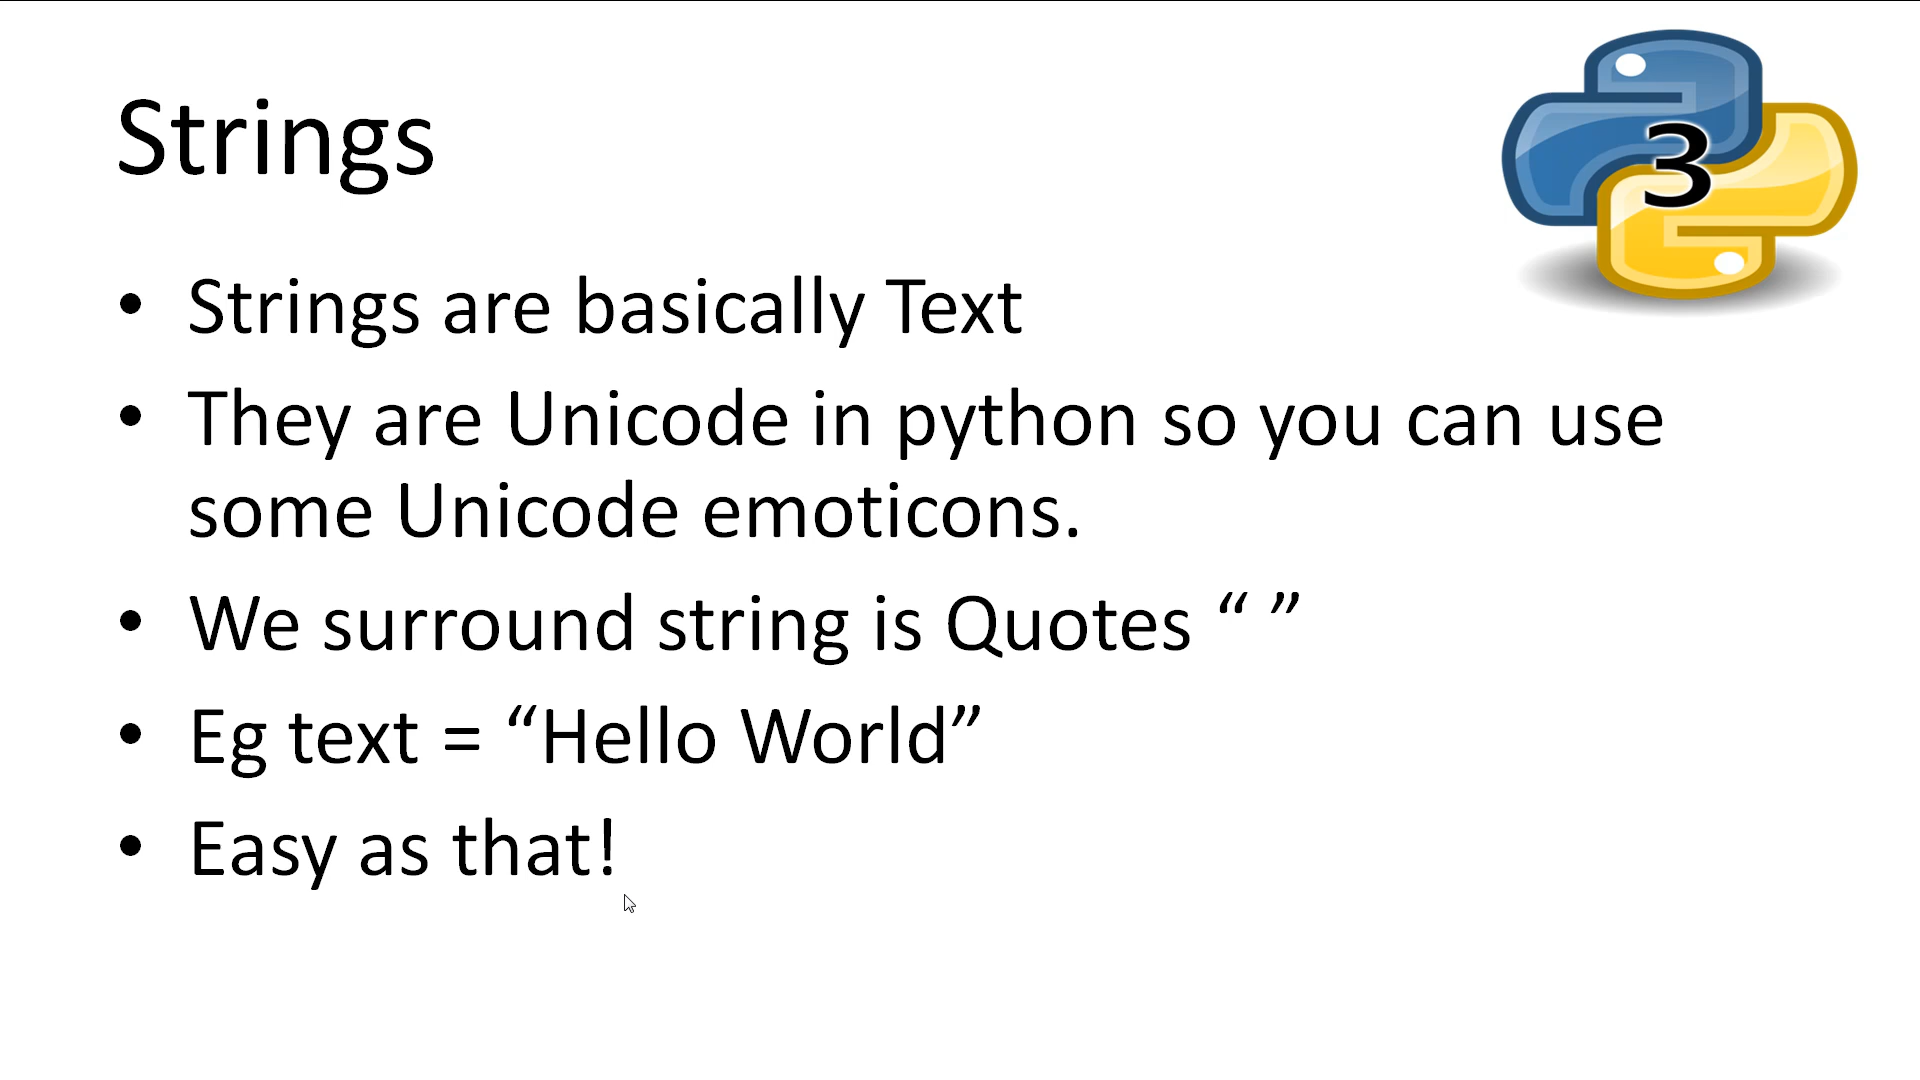 Strings
3
• Strings are basically Text
• They are Unicode in python so you can use
some Unicode emoticons.
• We surround string is Quotes “ ”
• Eg text = “Hello World”
• Easy as that!